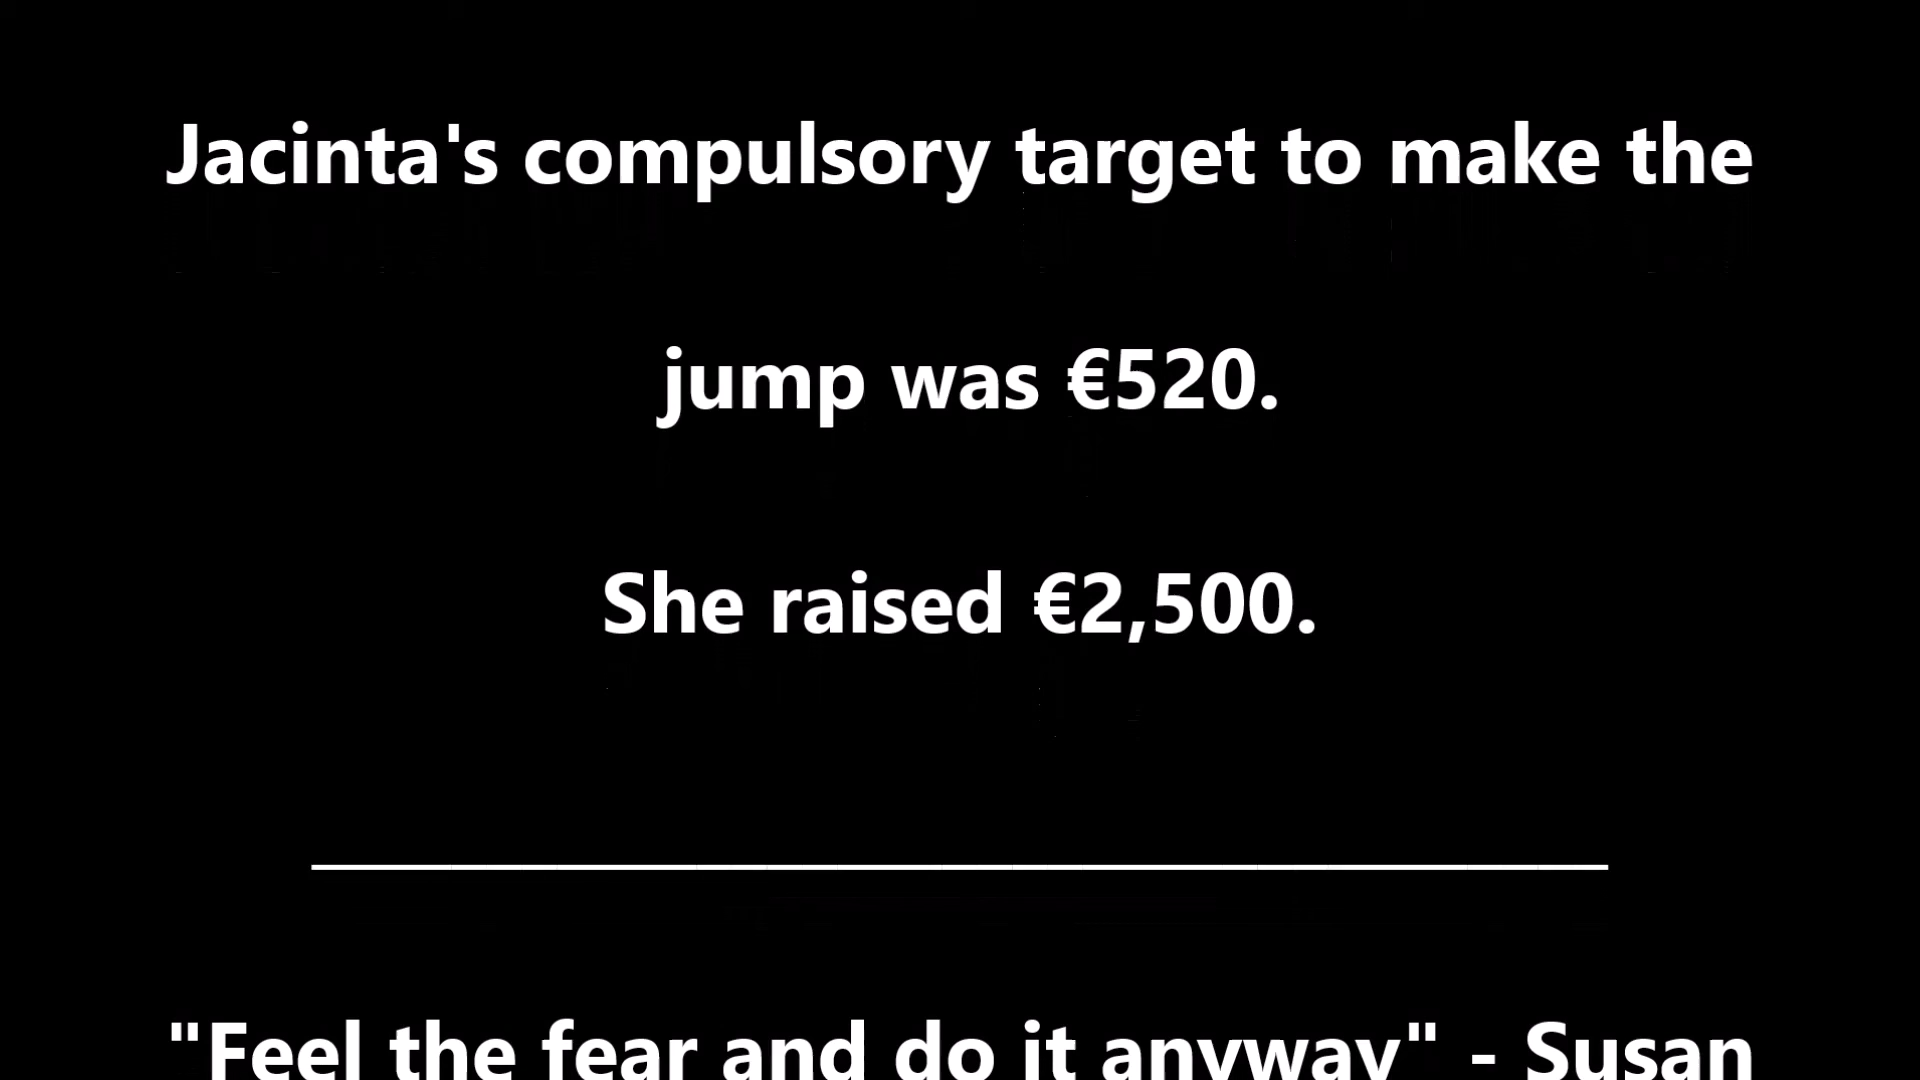 Jacinta's compulsory target to make the
jump was €520.
She raised €2,500.
"Feel the fear and do it anyway" - Susan